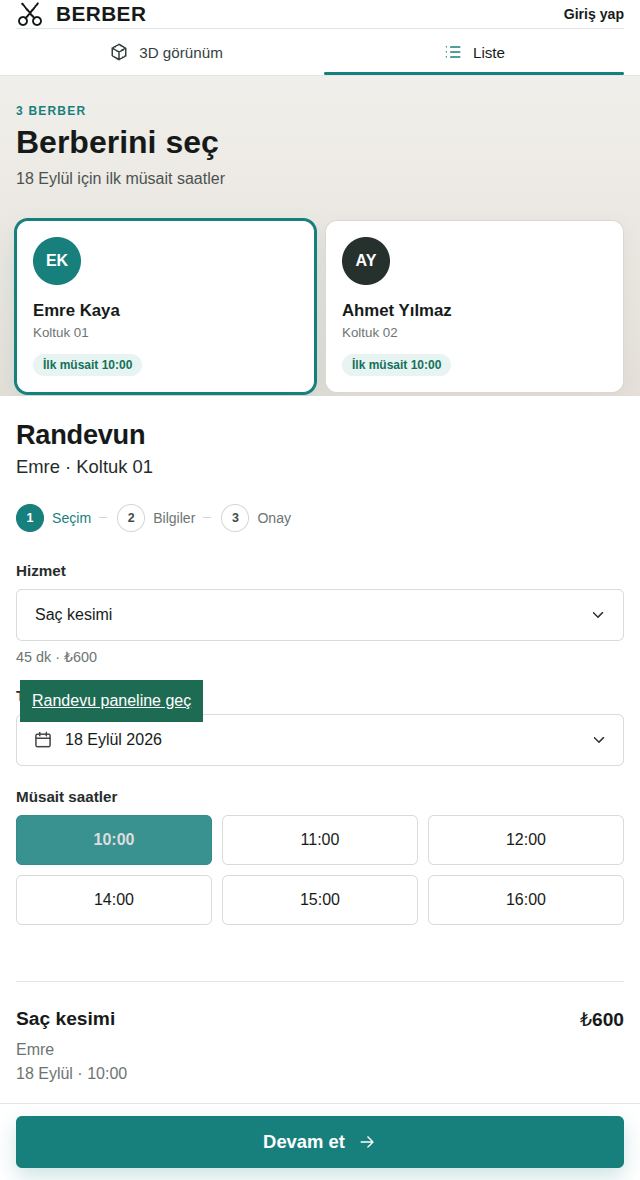 BERBER
Giriş yap
3D görünüm
Liste
3 BERBER
Berberini seç
18 Eylül için ilk müsait saatler
EK
Emre Kaya
Koltuk 01
İlk müsait 10:00
AY
Ahmet Yılmaz
Koltuk 02
İlk müsait 10:00
Randevun
Emre · Koltuk 01
1 Seçim
2 Bilgiler
3 Onay
Hizmet
Saç kesimi
45 dk · ₺600
Randevu paneline geç
18 Eylül 2026
Müsait saatler
10:00 11:00 12:00
14:00 15:00 16:00
Saç kesimi ₺600
Emre
18 Eylül · 10:00
Devam et →